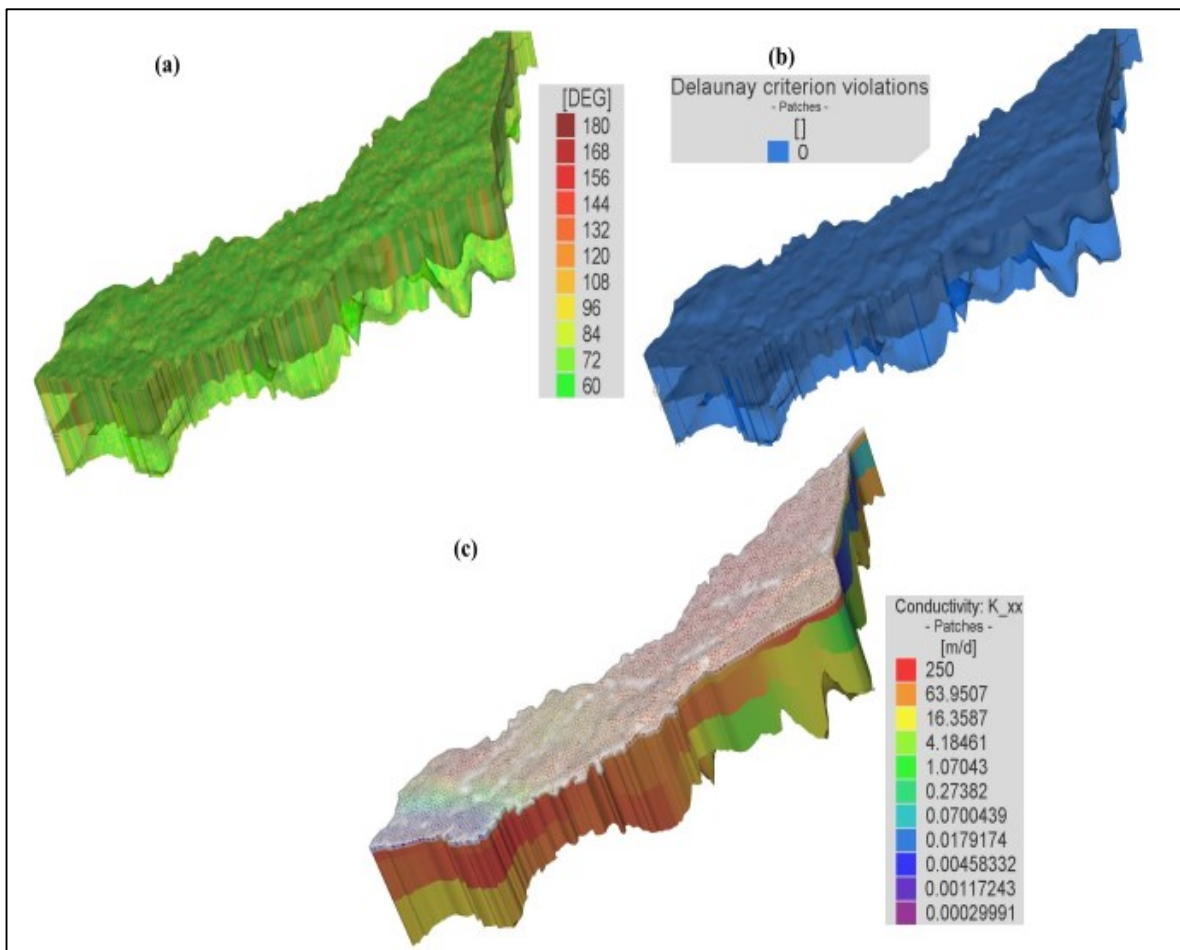 (a)
[DEG]
180
168
156
144
132
120
108
96
84
72
60
(b)
Delaunay criterion violations
- Patches -
[]
0
(c)
Conductivity: K_xx
- Patches -
[m/d]
250
63.9507
16.3587
4.18461
1.07043
0.27382
0.0700439
0.0179174
0.00458332
0.00117243
0.00029991